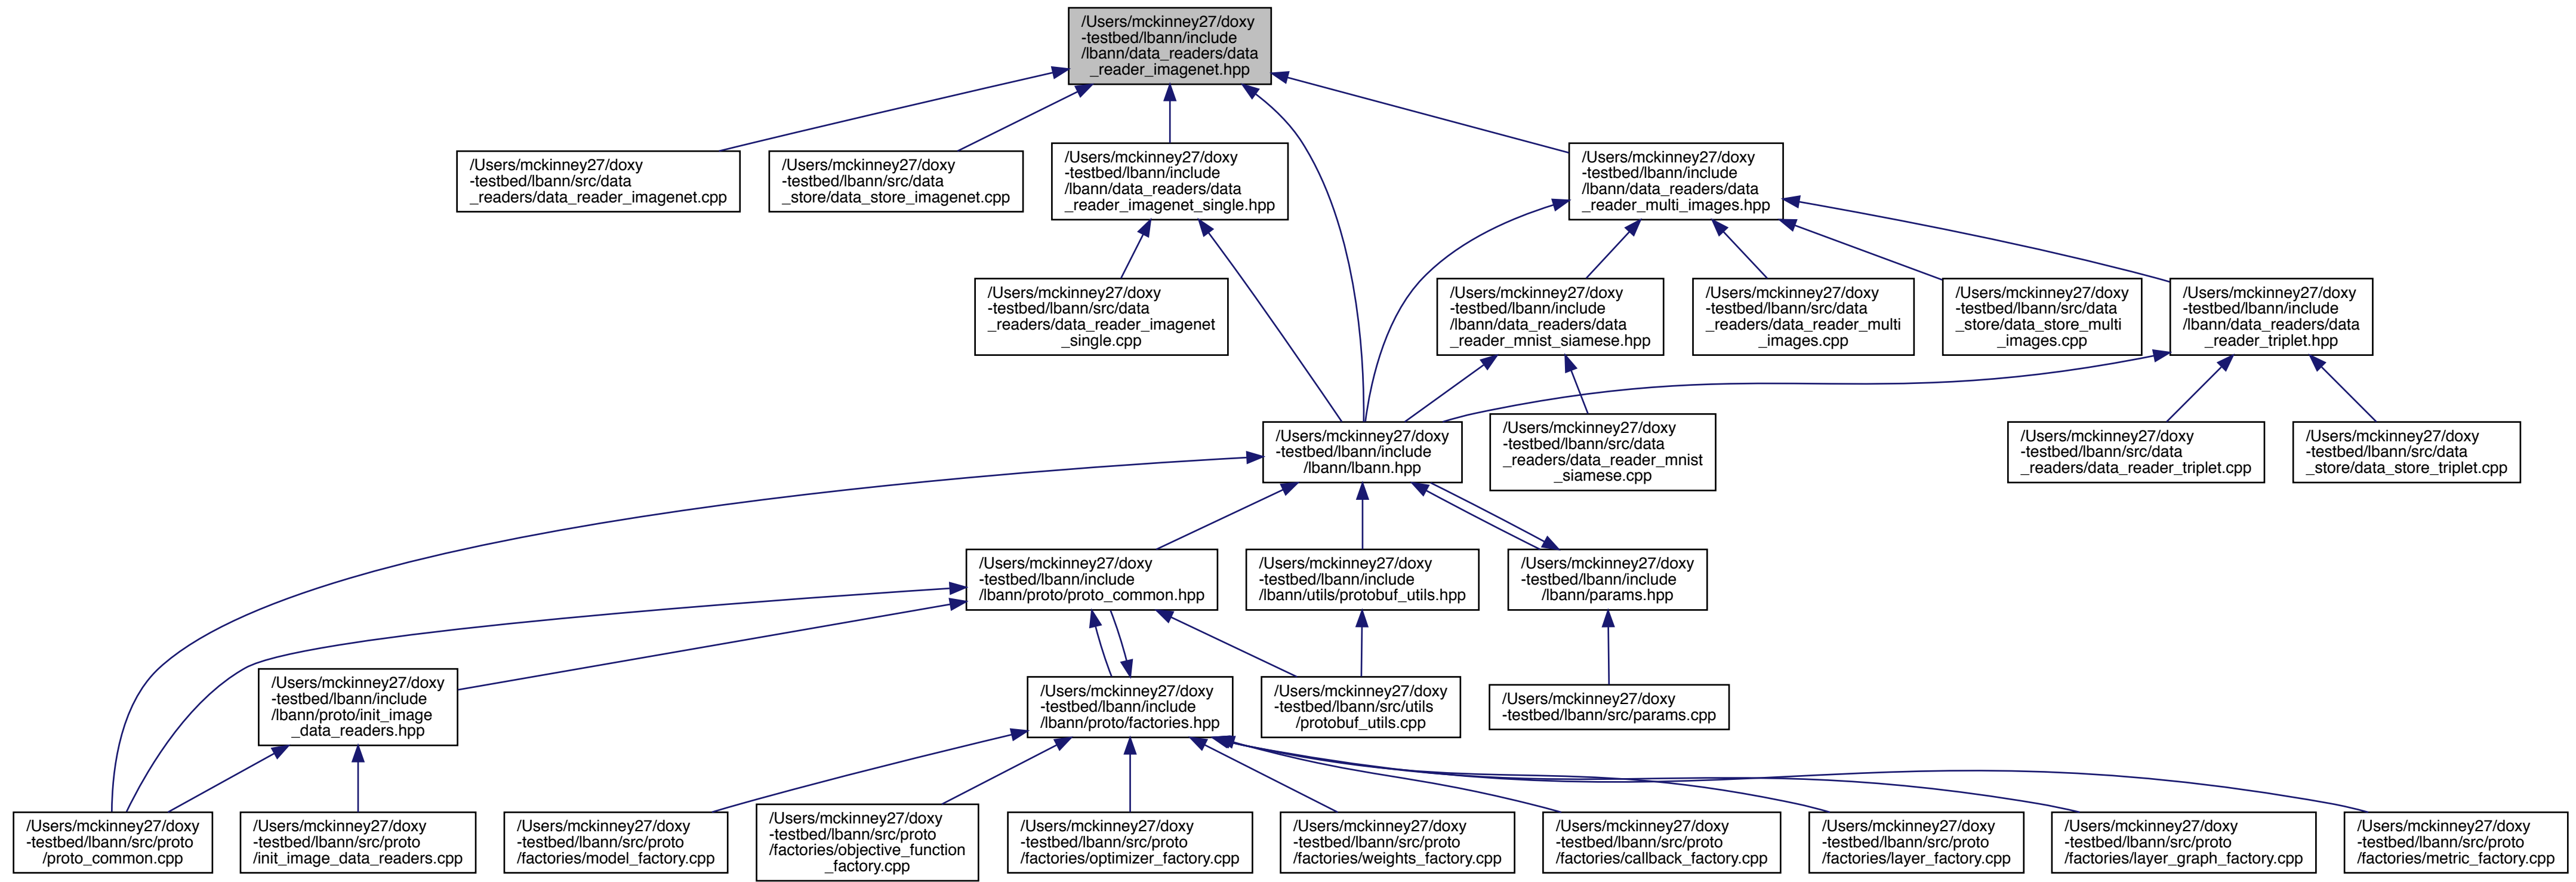 /Users/mckinney27/doxy
-testbed/lbann/include
/lbann/data_readers/data
_reader_imagenet.hpp
/Users/mckinney27/doxy
-testbed/lbann/src/data
_readers/data_reader_imagenet.cpp
/Users/mckinney27/doxy
-testbed/lbann/src/data
_store/data_store_imagenet.cpp
/Users/mckinney27/doxy
-testbed/lbann/include
/lbann/data_readers/data
_reader_imagenet_single.hpp
/Users/mckinney27/doxy
-testbed/lbann/include
/lbann/data_readers/data
_reader_multi_images.hpp
/Users/mckinney27/doxy
-testbed/lbann/src/data
_readers/data_reader_imagenet
_single.cpp
/Users/mckinney27/doxy
-testbed/lbann/include
/lbann/data_readers/data
_reader_mnist_siamese.hpp
/Users/mckinney27/doxy
-testbed/lbann/src/data
_readers/data_reader_multi
_images.cpp
/Users/mckinney27/doxy
-testbed/lbann/src/data
_store/data_store_multi
_images.cpp
/Users/mckinney27/doxy
-testbed/lbann/include
/lbann/data_readers/data
_reader_triplet.hpp
/Users/mckinney27/doxy
-testbed/lbann/include
/lbann/lbann.hpp
/Users/mckinney27/doxy
-testbed/lbann/src/data
_readers/data_reader_mnist
_siamese.cpp
/Users/mckinney27/doxy
-testbed/lbann/src/data
_readers/data_reader_triplet.cpp
/Users/mckinney27/doxy
-testbed/lbann/src/data
_store/data_store_triplet.cpp
/Users/mckinney27/doxy
-testbed/lbann/include
/lbann/proto/proto_common.hpp
/Users/mckinney27/doxy
-testbed/lbann/include
/lbann/utils/protobuf_utils.hpp
/Users/mckinney27/doxy
-testbed/lbann/include
/lbann/params.hpp
/Users/mckinney27/doxy
-testbed/lbann/include
/lbann/proto/init_image
_data_readers.hpp
/Users/mckinney27/doxy
-testbed/lbann/include
/lbann/proto/factories.hpp
/Users/mckinney27/doxy
-testbed/lbann/src/utils
/protobuf_utils.cpp
/Users/mckinney27/doxy
-testbed/lbann/src/params.cpp
/Users/mckinney27/doxy
-testbed/lbann/src/proto
/proto_common.cpp
/Users/mckinney27/doxy
-testbed/lbann/src/proto
/init_image_data_readers.cpp
/Users/mckinney27/doxy
-testbed/lbann/src/proto
/factories/model_factory.cpp
/Users/mckinney27/doxy
-testbed/lbann/src/proto
/factories/objective_function
_factory.cpp
/Users/mckinney27/doxy
-testbed/lbann/src/proto
/factories/optimizer_factory.cpp
/Users/mckinney27/doxy
-testbed/lbann/src/proto
/factories/weights_factory.cpp
/Users/mckinney27/doxy
-testbed/lbann/src/proto
/factories/callback_factory.cpp
/Users/mckinney27/doxy
-testbed/lbann/src/proto
/factories/layer_factory.cpp
/Users/mckinney27/doxy
-testbed/lbann/src/proto
/factories/layer_graph_factory.cpp
/Users/mckinney27/doxy
-testbed/lbann/src/proto
/factories/metric_factory.cpp